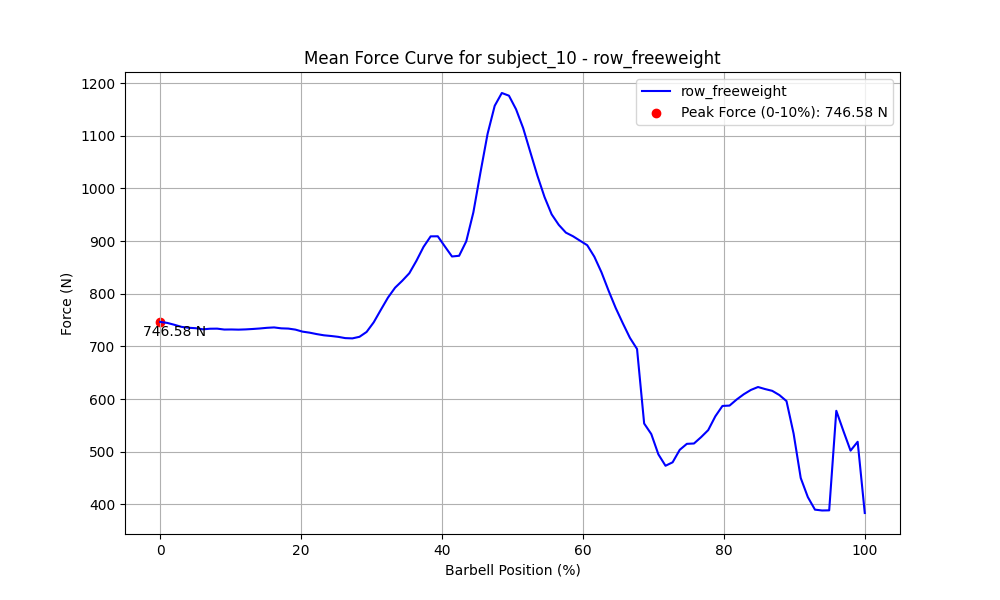 Mean Force Curve for subject_10 - row_freeweight
row_freeweight
Peak Force (0-10%): 746.58 N
1200
1100
1000
900
800
700
600
500
400
Force (N)
746.58 N
0 20 40 60 80 100
Barbell Position (%)